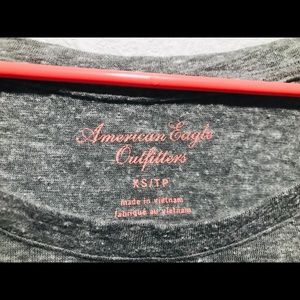 American Eagle
Outfitters
XS/TP
made in vietnam
fabriqué au vietnam